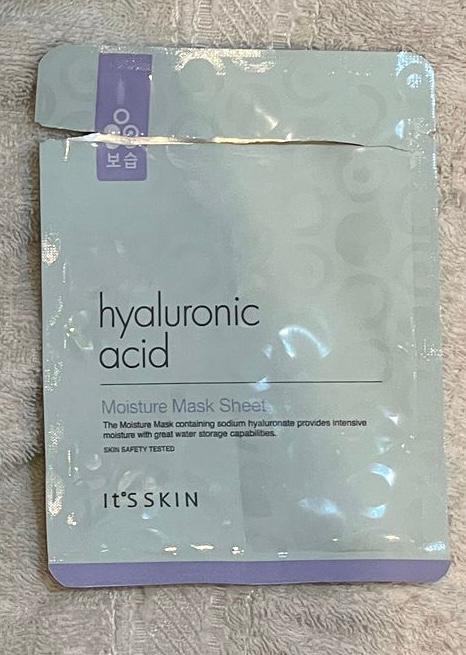 보습
hyaluronic
acid
Moisture Mask Sheet
The Moisture Mask containing sodium hyaluronate provides intensive
moisture with great water storage capabilities.
SKIN SAFETY TESTED
It'S SKIN